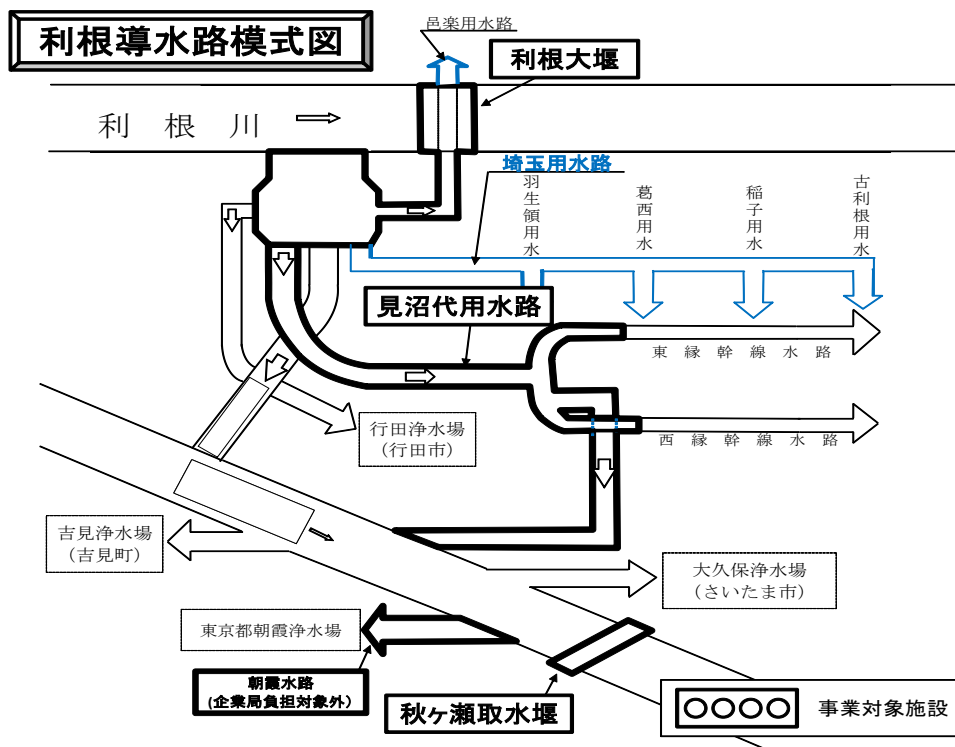 利根導水路模式図
邑楽用水路
利根大堰
利根川
埼玉用水路
羽生領用水
葛西用水
稲子用水
古利根用水
見沼代用水路
東縁幹線水路
西縁幹線水路
行田浄水場
(行田市)
吉見浄水場
(吉見町)
大久保浄水場
(さいたま市)
東京都朝霞浄水場
朝霞水路
(企業局負担対象外)
秋ヶ瀬取水堰
○○○○
事業対象施設